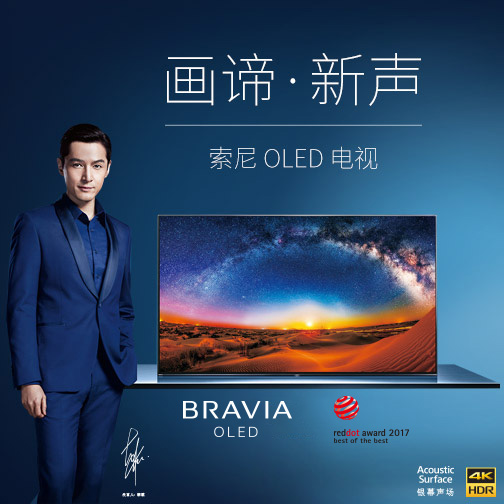 画谛·新声
索尼 OLED 电视
BRAVIA
OLED
reddot award 2017
best of the best
Acoustic
Surface
银幕声场
4K
HDR